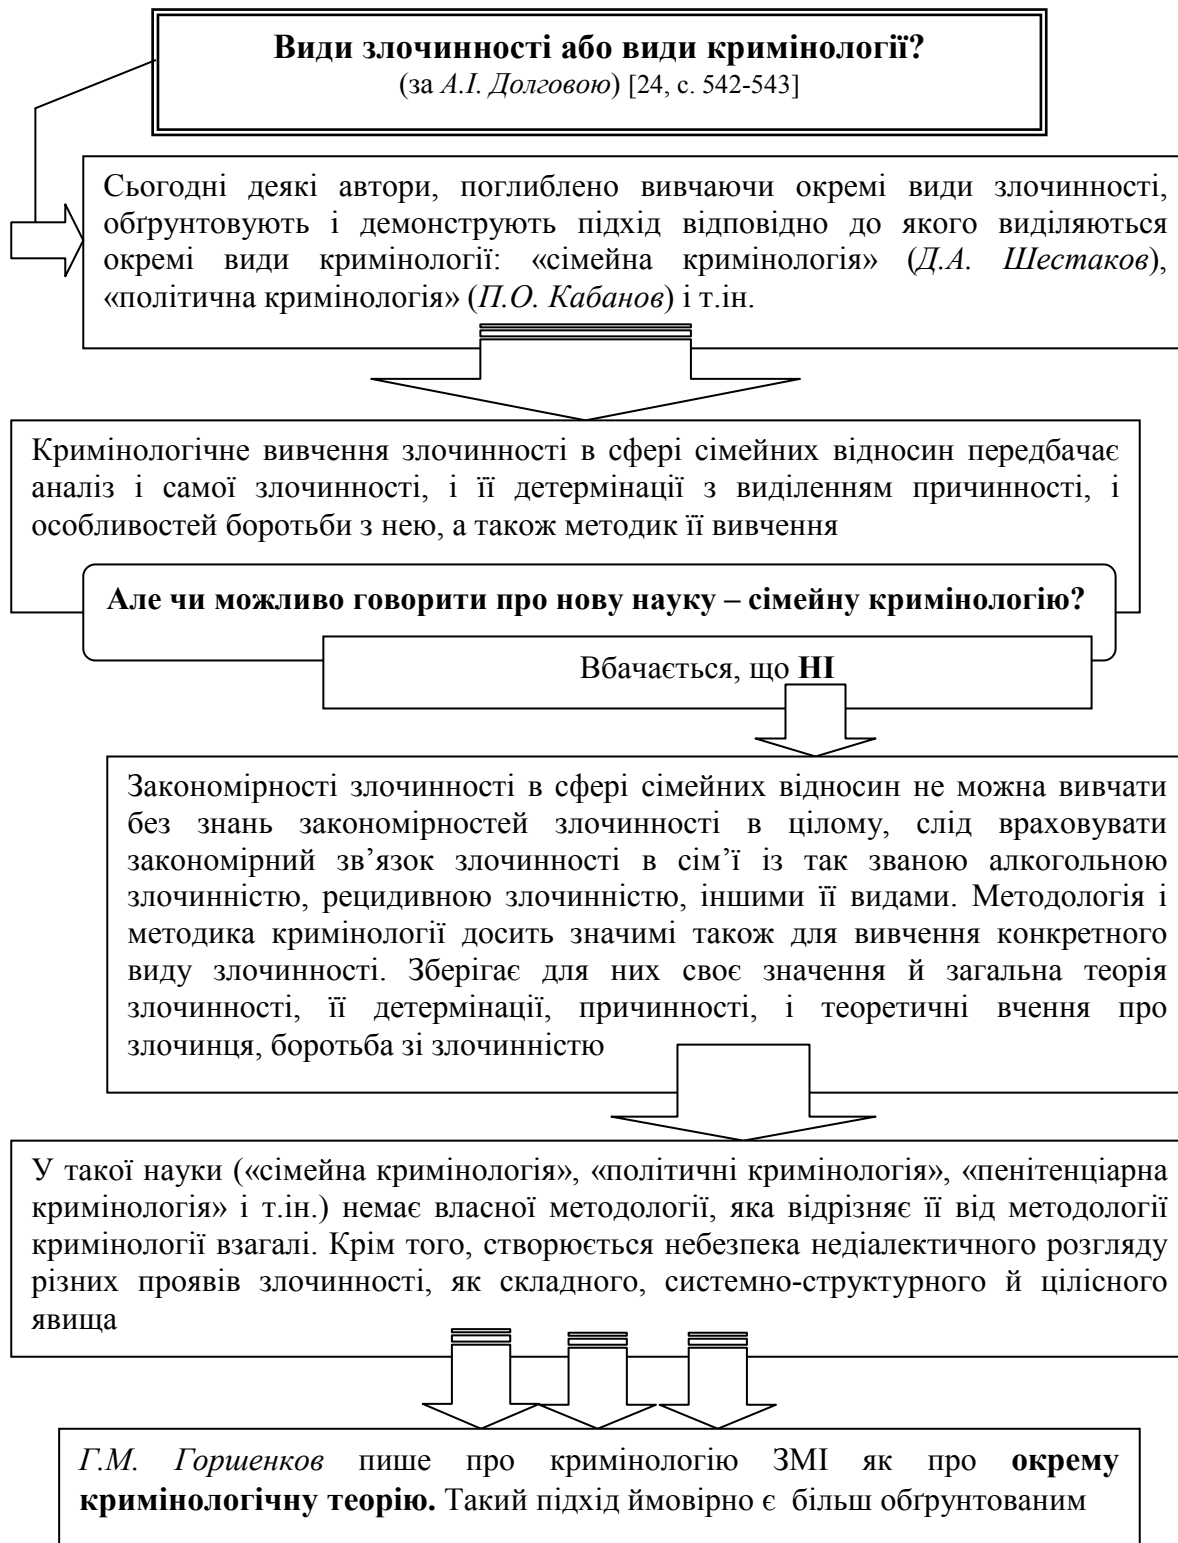 Види злочинності або види кримінології?
(за А.І. Долговою) [24, с. 542-543]
Сьогодні деякі автори, поглиблено вивчаючи окремі види злочинності,
обґрунтовують і демонструють підхід відповідно до якого виділяються
окремі види кримінології: «сімейна кримінологія» (Д.А. Шестаков),
«політична кримінологія» (П.О. Кабанов) і т.ін.
Кримінологічне вивчення злочинності в сфері сімейних відносин передбачає
аналіз і самої злочинності, і її детермінації з виділенням причинності, і
особливостей боротьби з нею, а також методик її вивчення
Але чи можливо говорити про нову науку – сімейну кримінологію?
Вбачається, що НІ
Закономірності злочинності в сфері сімейних відносин не можна вивчати
без знань закономірностей злочинності в цілому, слід враховувати
закономірний зв’язок злочинності в сім’ї із так званою алкогольною
злочинністю, рецидивною злочинністю, іншими її видами. Методологія і
методика кримінології досить значимі також для вивчення конкретного
виду злочинності. Зберігає для них своє значення й загальна теорія
злочинності, її детермінації, причинності, і теоретичні вчення про
злочинця, боротьба зі злочинністю
У такої науки («сімейна кримінологія», «політичні кримінологія», «пенітенціарна
кримінологія» і т.ін.) немає власної методології, яка відрізняє її від методології
кримінології взагалі. Крім того, створюється небезпека недіалектичного розгляду
різних проявів злочинності, як складного, системно-структурного й цілісного
явища
Г.М. Горшенков пише про кримінологію ЗМІ як про окрему
кримінологічну теорію. Такий підхід ймовірно є більш обґрунтованим